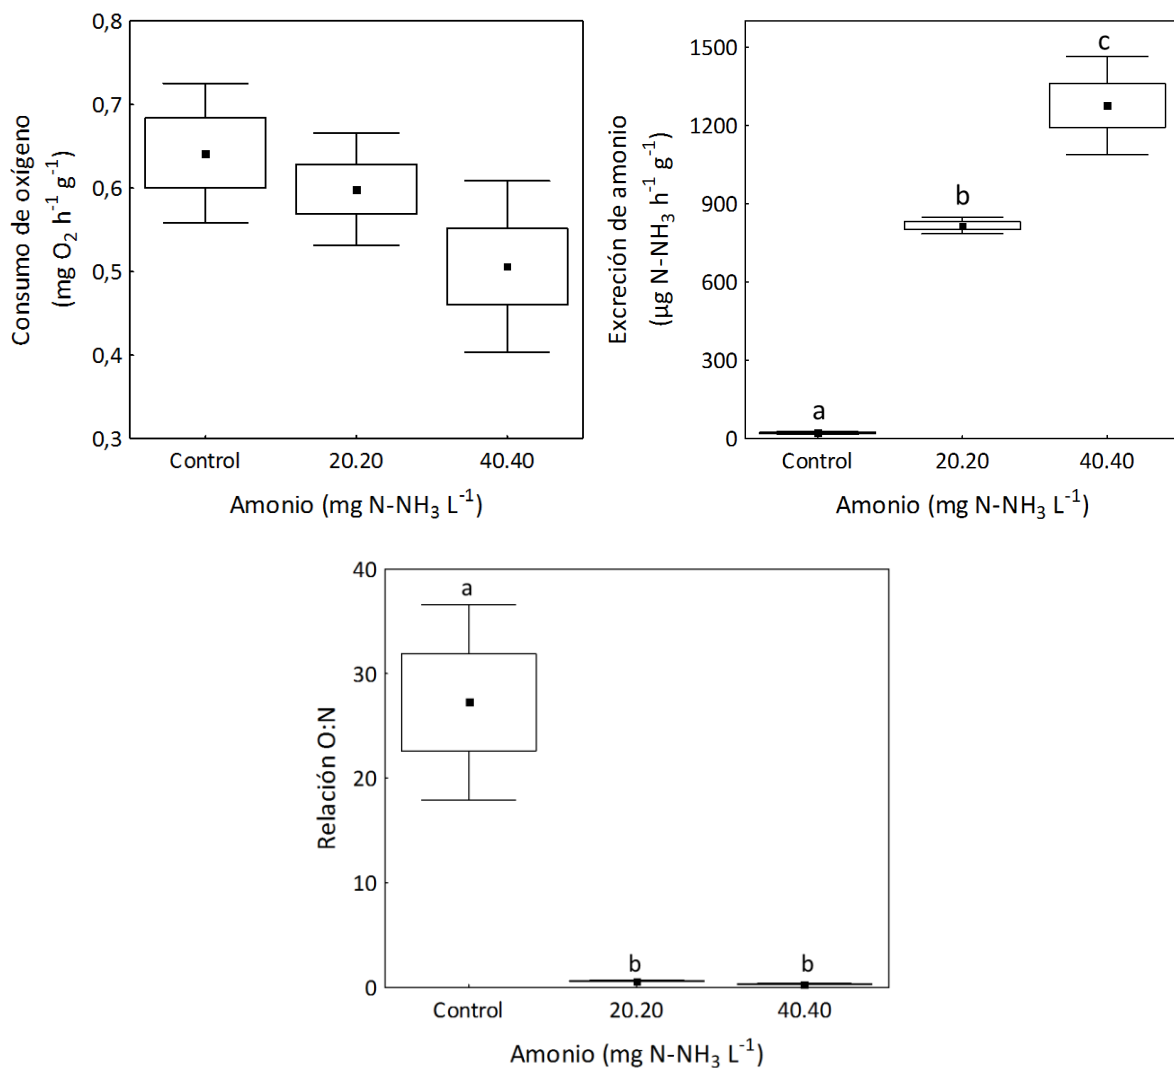 Consumo de oxígeno
(mg O₂ h⁻¹ g⁻¹)
0,8
0,7
0,6
0,5
0,4
0,3
Control 20.20 40.40
Amonio (mg N-NH₃ L⁻¹)
Excreción de amonio
(µg N-NH₃ h⁻¹ g⁻¹)
1500
1200
900
600
300
0
a
b
c
Control 20.20 40.40
Amonio (mg N-NH₃ L⁻¹)
Relación O:N
40
30
20
10
0
a
b
b
Control 20.20 40.40
Amonio (mg N-NH₃ L⁻¹)